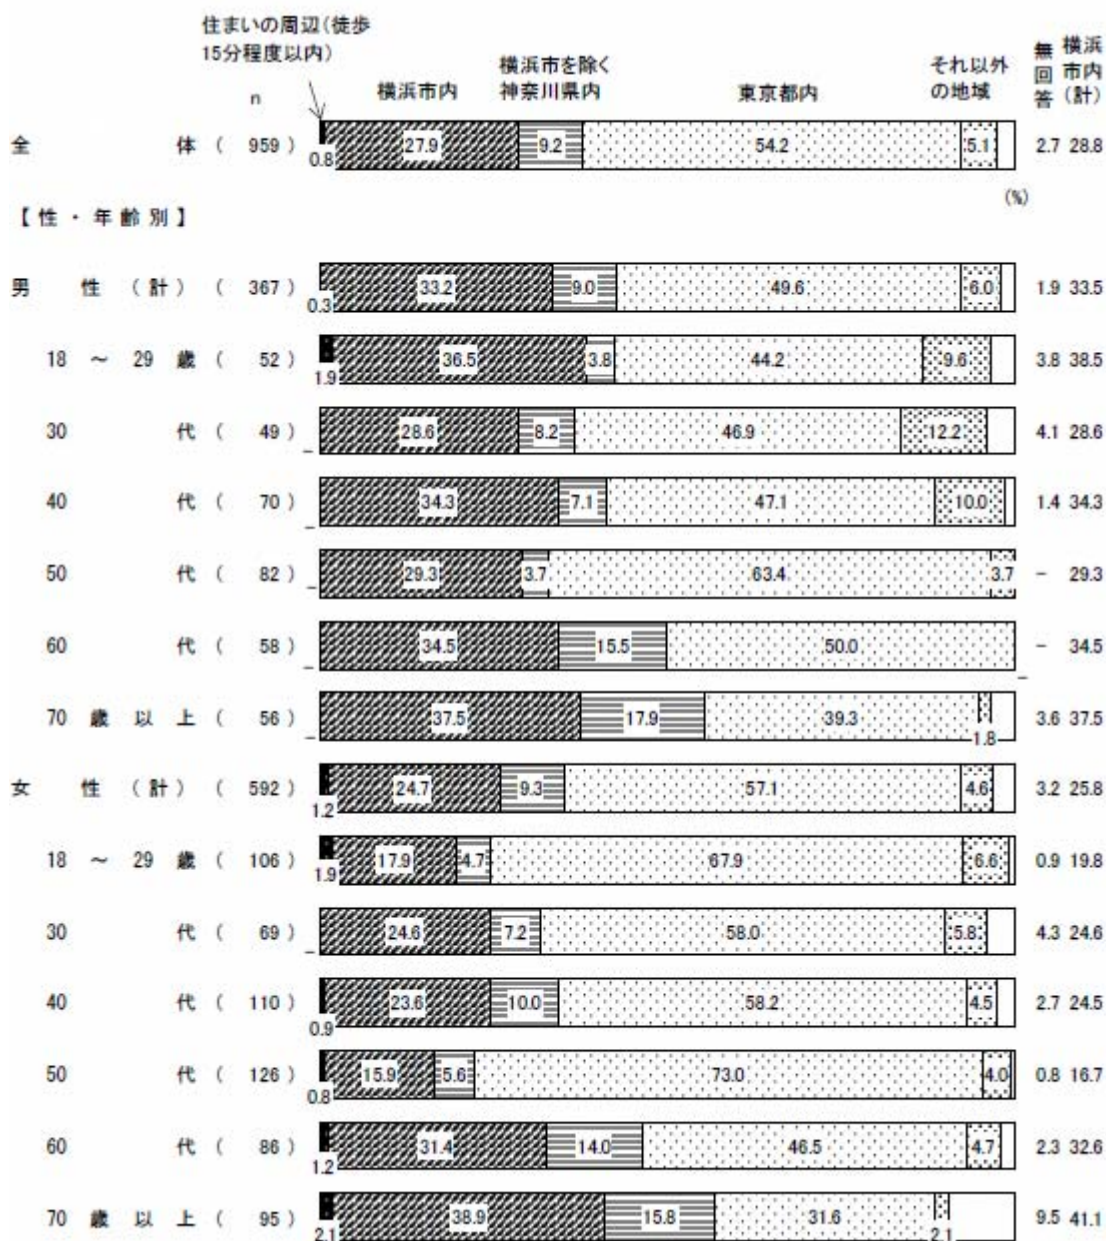 住まいの周辺(徒歩
15分程度以内)
n
横浜市内
横浜市を除く
神奈川県内
東京都内
それ以外
の地域
無回答
横浜市内(計)
全 体 ( 959 ) 0.8 27.9 9.2 54.2 5.1 2.7 28.8
(%)
【性・年齢別】
男 性 (計) ( 367 ) 0.3 33.2 9.0 49.6 6.0 1.9 33.5
18 ～ 29 歳 ( 52 ) 1.9 36.5 3.8 44.2 9.6 3.8 38.5
30 代 ( 49 ) - 28.6 8.2 46.9 12.2 4.1 28.6
40 代 ( 70 ) - 34.3 7.1 47.1 10.0 1.4 34.3
50 代 ( 82 ) - 29.3 3.7 63.4 3.7 - 29.3
60 代 ( 58 ) - 34.5 15.5 50.0 - - 34.5
70 歳 以 上 ( 56 ) - 37.5 17.9 39.3 1.8 3.6 37.5
女 性 (計) ( 592 ) 1.2 24.7 9.3 57.1 4.6 3.2 25.8
18 ～ 29 歳 ( 106 ) 1.9 17.9 4.7 67.9 6.6 0.9 19.8
30 代 ( 69 ) - 24.6 7.2 58.0 5.8 4.3 24.6
40 代 ( 110 ) 0.9 23.6 10.0 58.2 4.5 2.7 24.5
50 代 ( 126 ) 0.8 15.9 5.6 73.0 4.0 0.8 16.7
60 代 ( 86 ) 1.2 31.4 14.0 46.5 4.7 2.3 32.6
70 歳 以 上 ( 95 ) 2.1 38.9 15.8 31.6 2.1 9.5 41.1